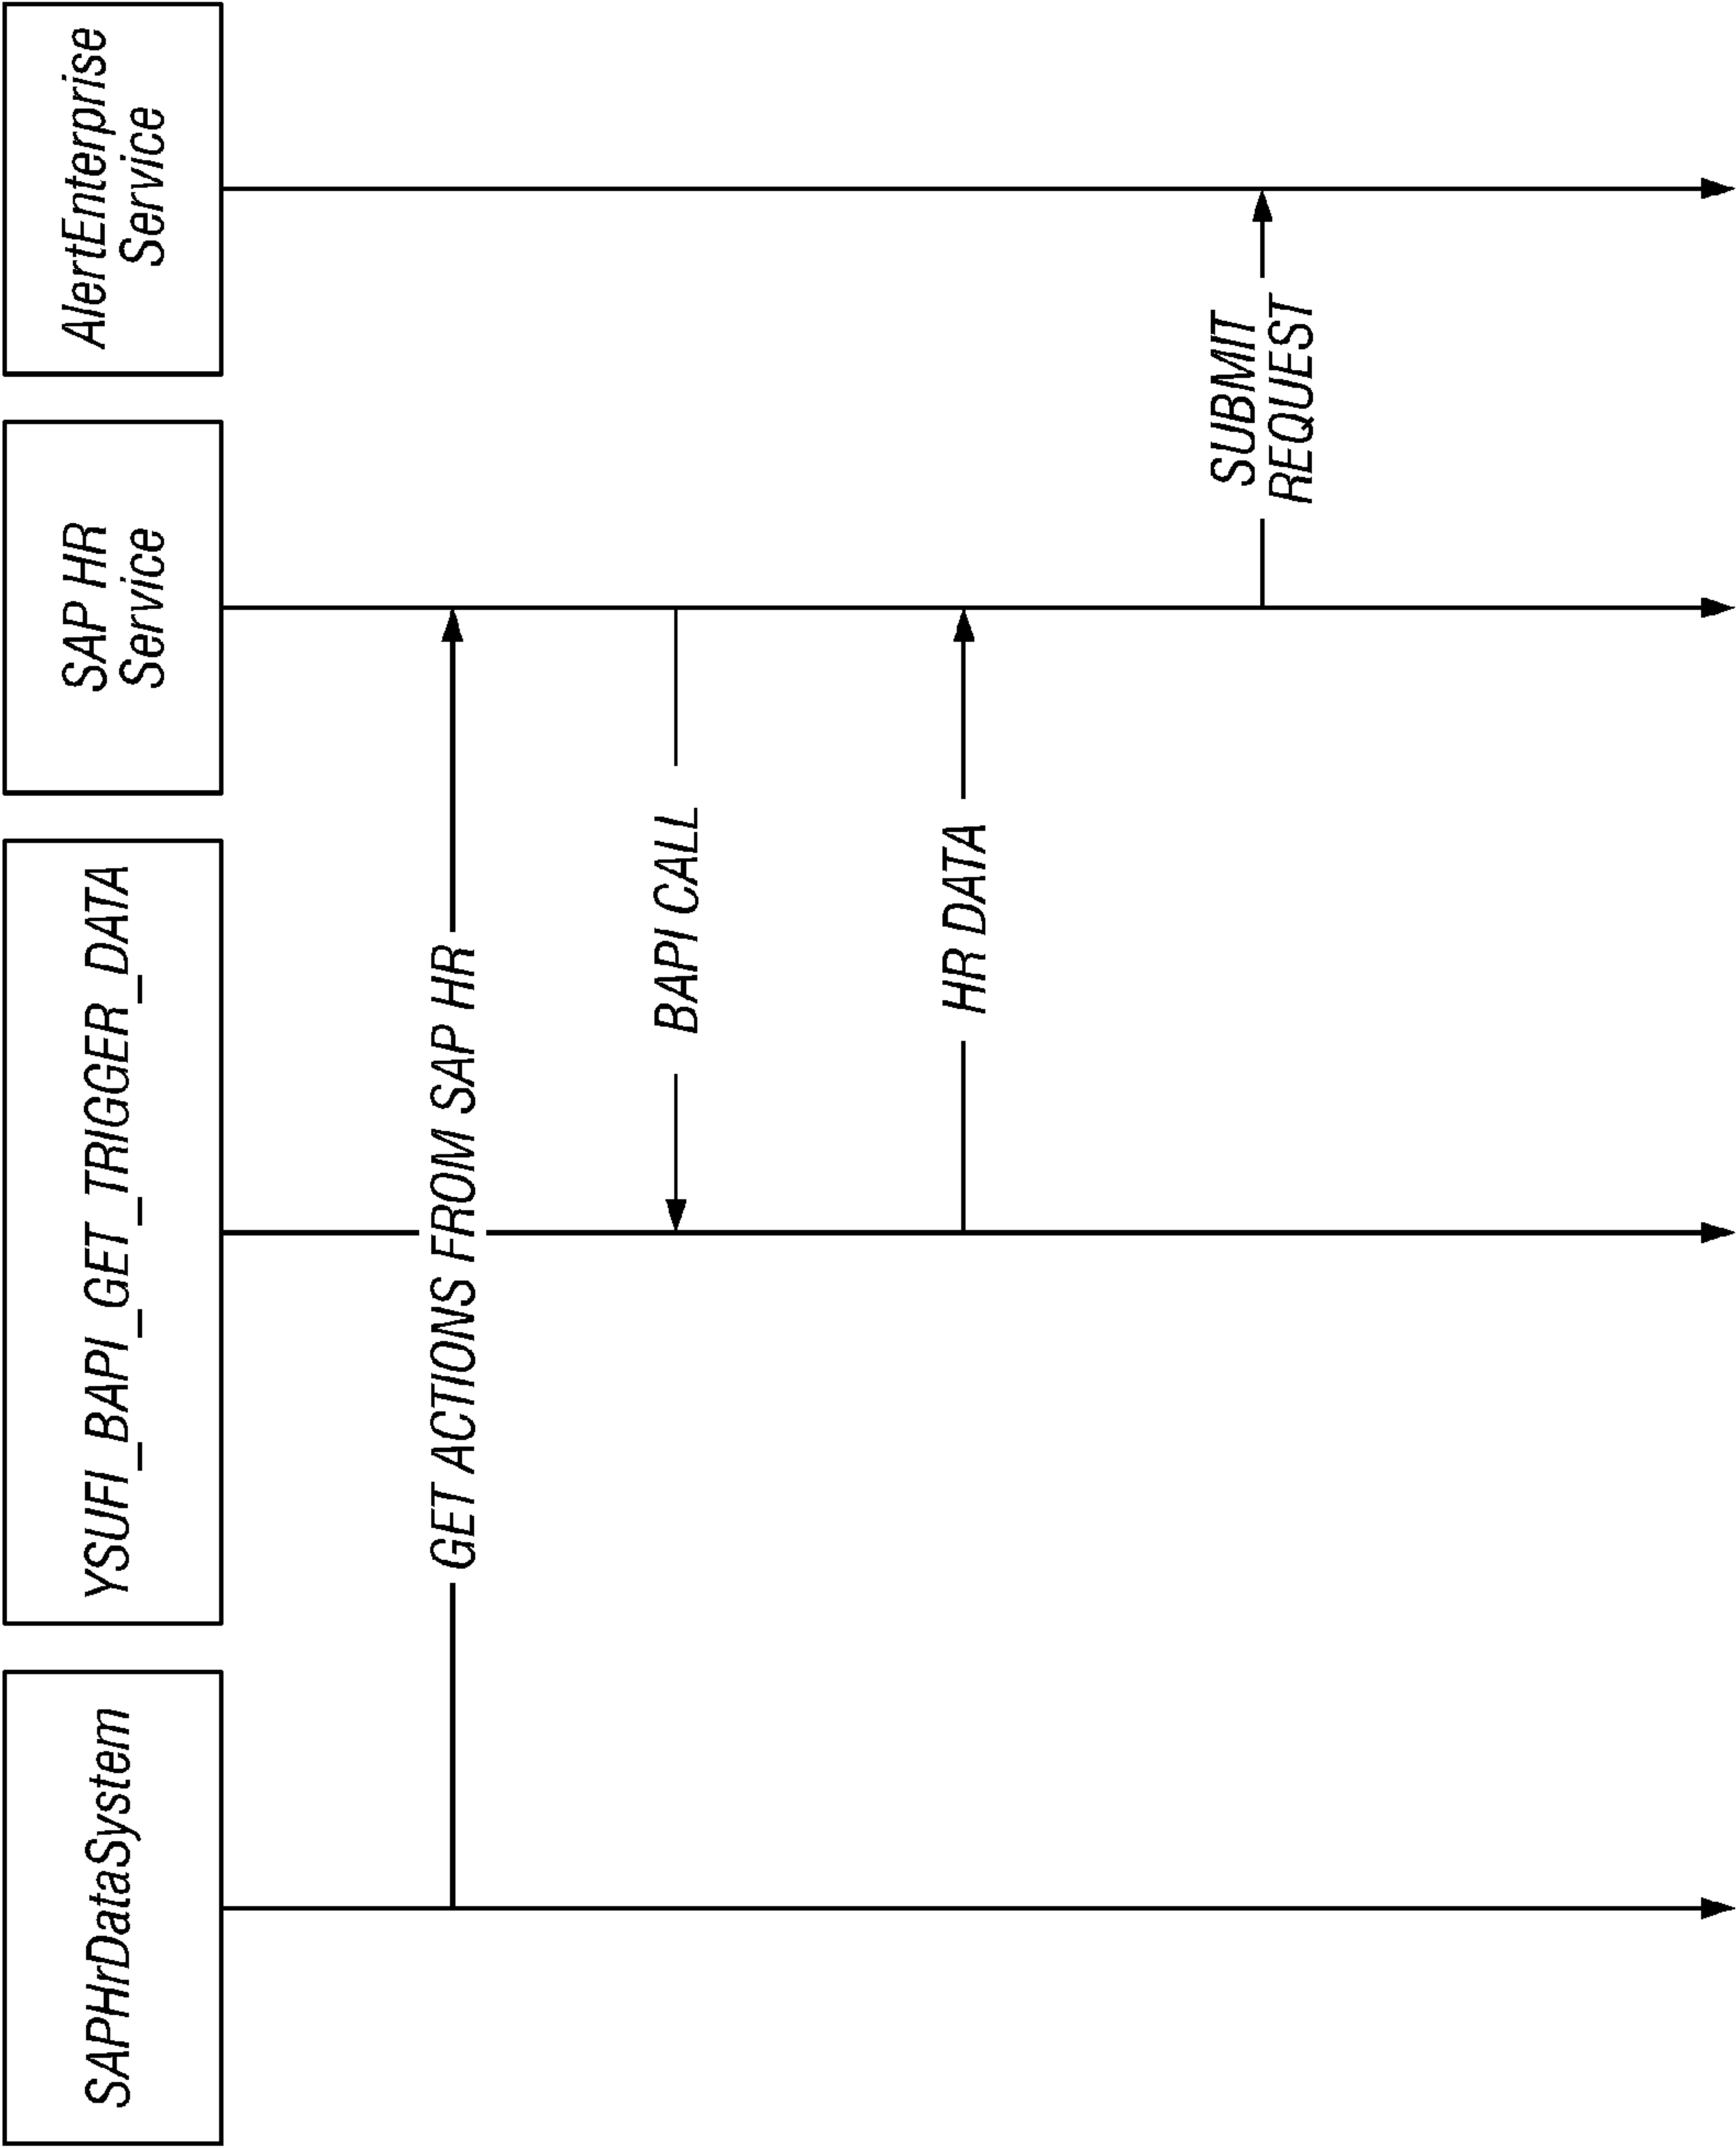 SAPHrDataSystem
YSUFI_BAPI_GET_TRIGGER_DATA
SAP HR
Service
AlertEnterprise
Service
GET ACTIONS FROM SAP HR
BAPI CALL
HR DATA
SUBMIT
REQUEST